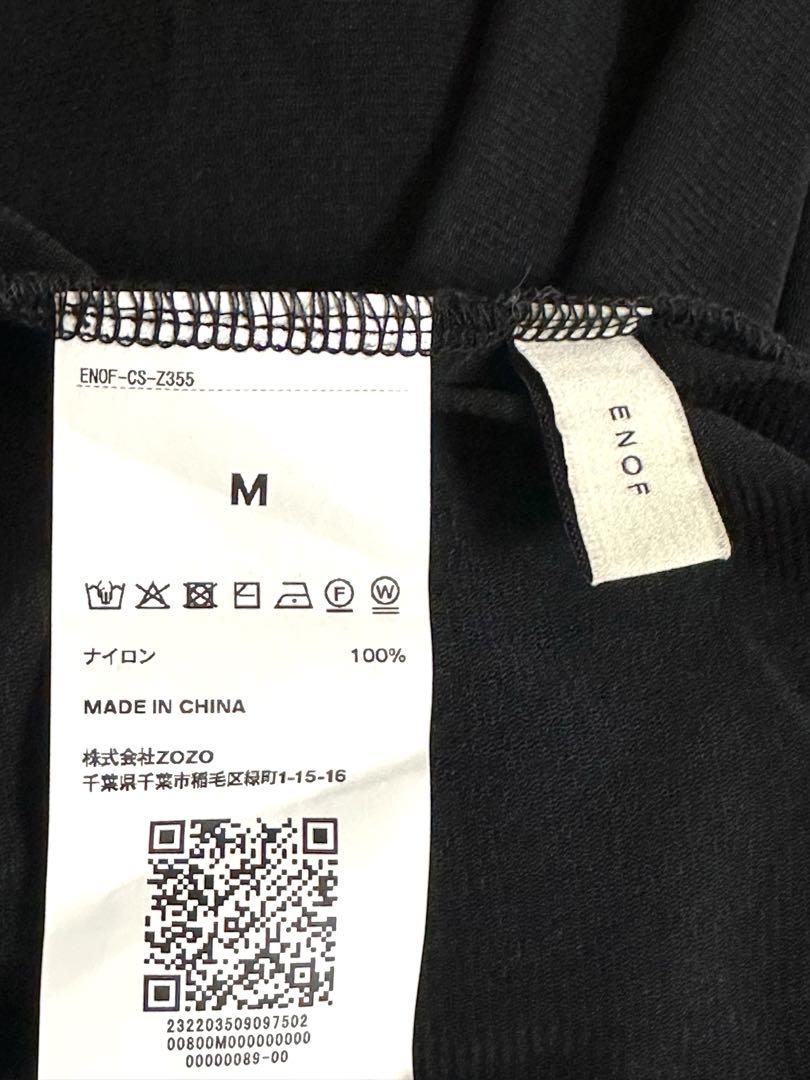 ENOF-CS-Z355
M
F W
ナイロン 100%
MADE IN CHINA
株式会社ZOZO
千葉県千葉市稲毛区緑町1-15-16
232203509097502
00800M000000000
00000089-00
ENOF